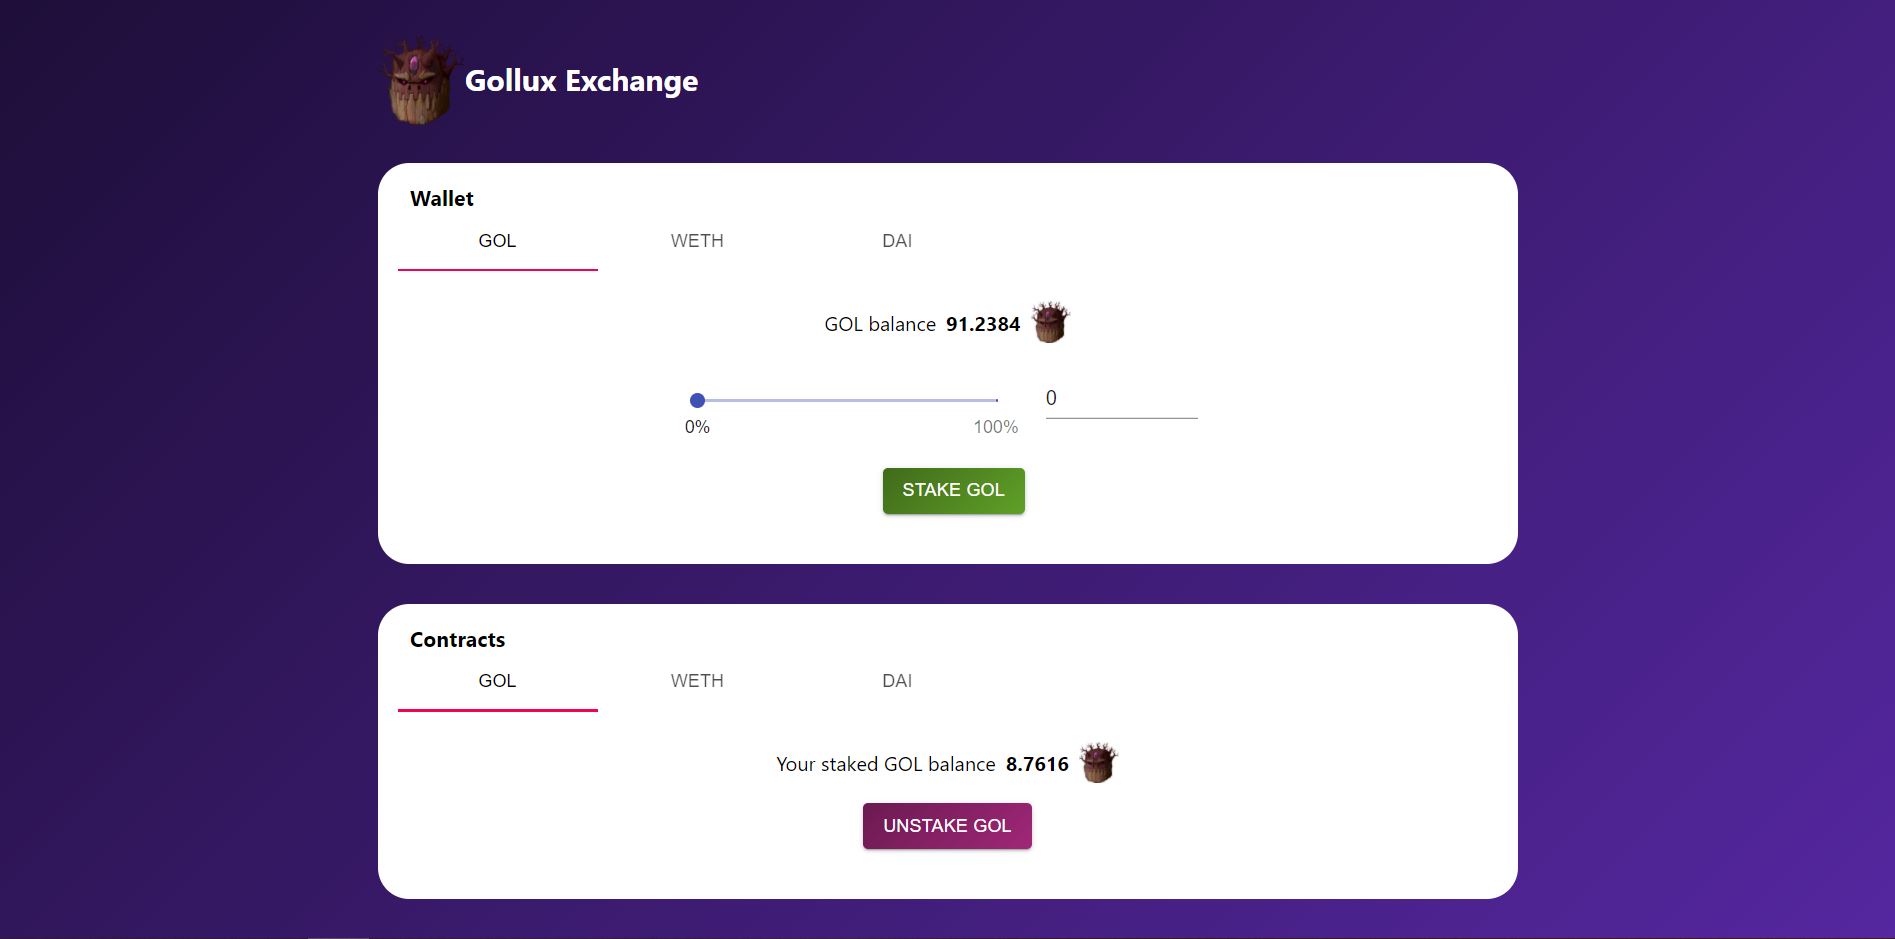 Gollux Exchange
Wallet
GOL WETH DAI
GOL balance 91.2384
0
0% 100%
STAKE GOL
Contracts
GOL WETH DAI
Your staked GOL balance 8.7616
UNSTAKE GOL